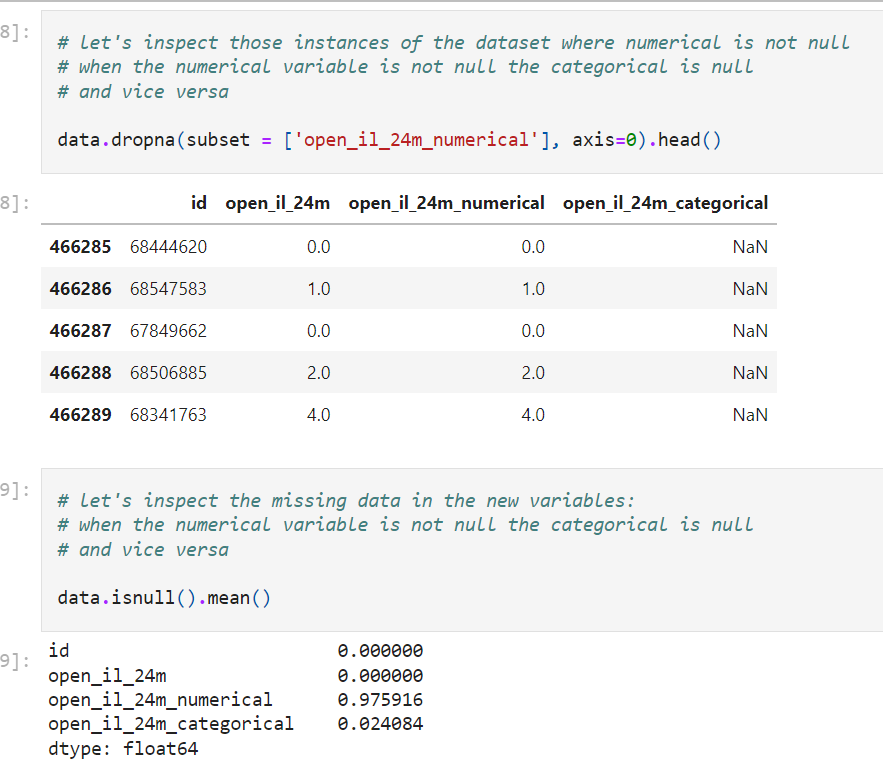 8]:
# let's inspect those instances of the dataset where numerical is not null
# when the numerical variable is not null the categorical is null
# and vice versa
data.dropna(subset = ['open_il_24m_numerical'], axis=0).head()
8]:
id open_il_24m open_il_24m_numerical open_il_24m_categorical
466285 68444620 0.0 0.0 NaN
466286 68547583 1.0 1.0 NaN
466287 67849662 0.0 0.0 NaN
466288 68506885 2.0 2.0 NaN
466289 68341763 4.0 4.0 NaN
9]:
# let's inspect the missing data in the new variables:
# when the numerical variable is not null the categorical is null
# and vice versa
data.isnull().mean()
9]:
id 0.000000
open_il_24m 0.000000
open_il_24m_numerical 0.975916
open_il_24m_categorical 0.024084
dtype: float64